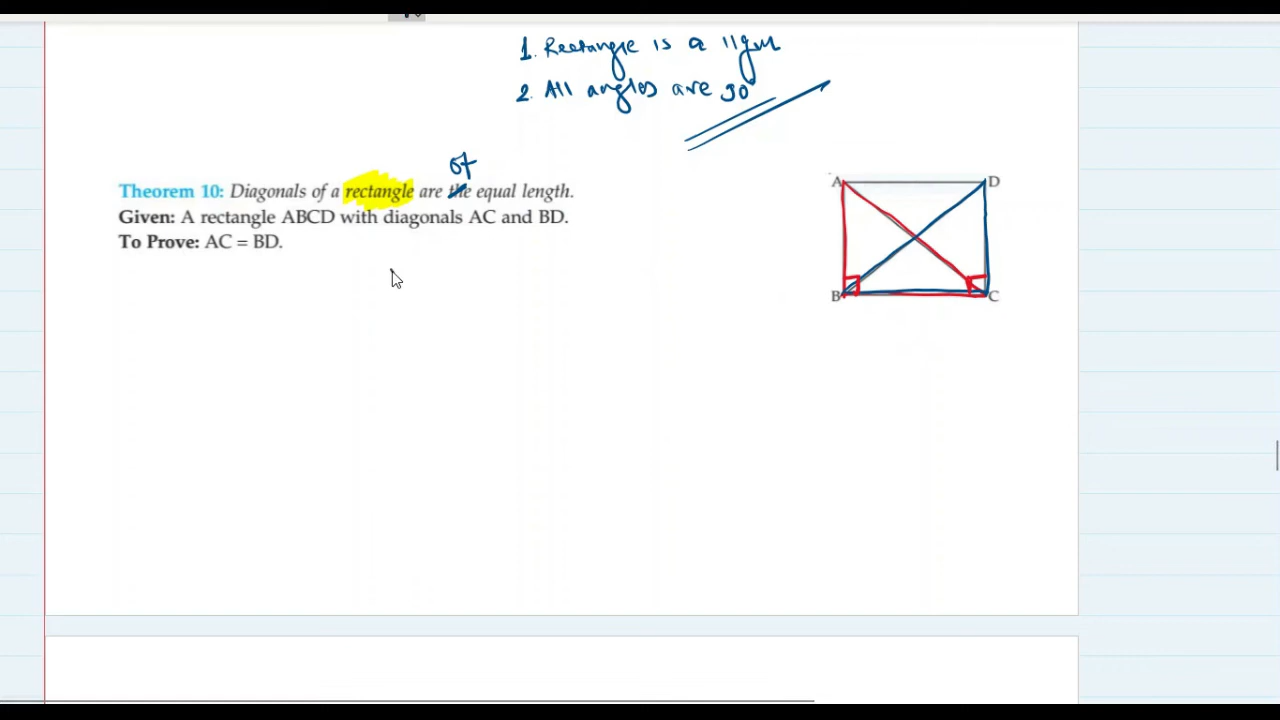 1. Rectangle is a ||gm
2. All angles are 90°
of
Theorem 10: Diagonals of a rectangle are the equal length.
Given: A rectangle ABCD with diagonals AC and BD.
To Prove: AC = BD.
A
D
B
C